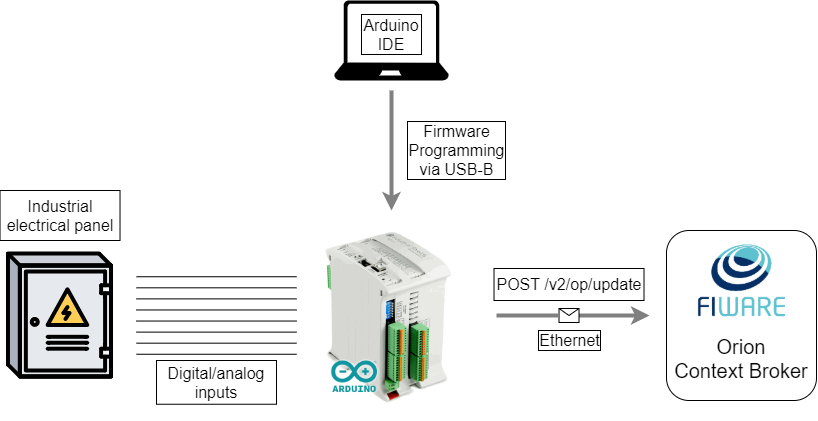 Arduino
IDE
Firmware
Programming
via USB-B
Industrial
electrical panel
Digital/analog
inputs
ARDUINO
POST /v2/op/update
Ethernet
FIWARE
Orion
Context Broker